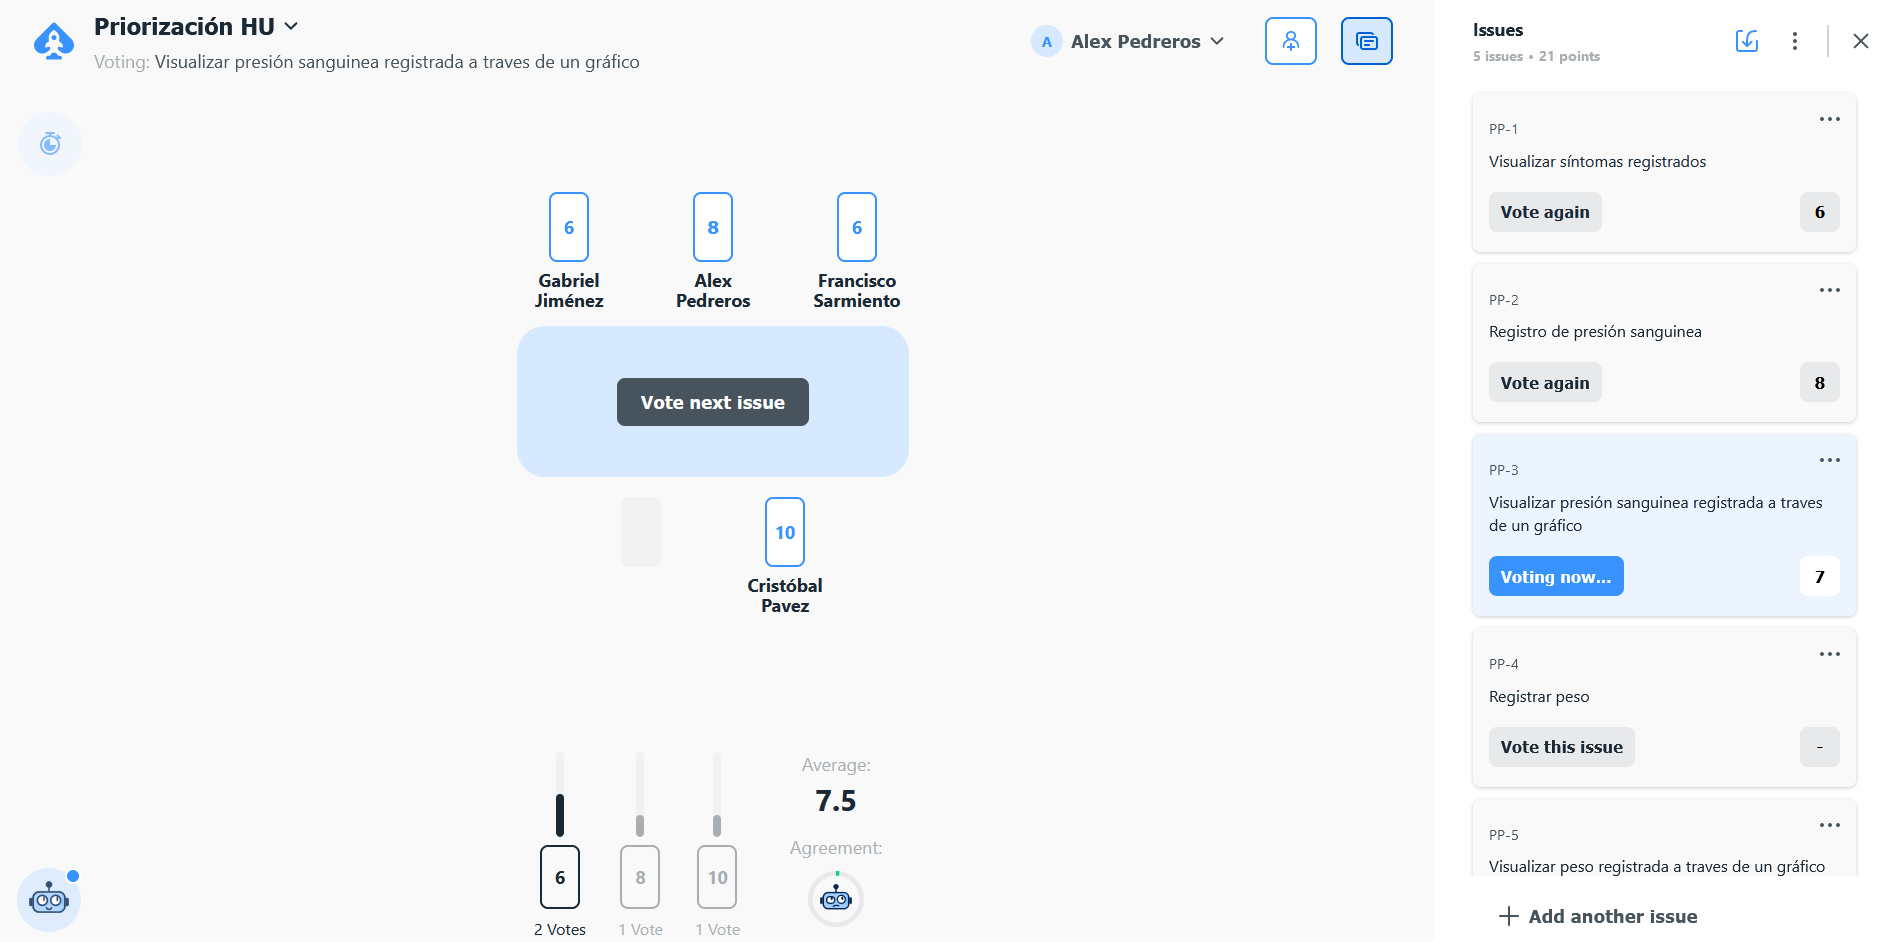 Priorización HU
Voting: Visualizar presión sanguinea registrada a traves de un gráfico
A
Alex Pedreros
6
8
6
Gabriel
Jiménez
Alex
Pedreros
Francisco
Sarmiento
Vote next issue
10
Cristóbal
Pavez
6
8
10
2 Votes
1 Vote
1 Vote
Average:
7.5
Agreement:
Issues
5 issues • 21 points
PP-1
Visualizar síntomas registrados
Vote again
6
PP-2
Registro de presión sanguinea
Vote again
8
PP-3
Visualizar presión sanguinea registrada a traves
de un gráfico
Voting now...
7
PP-4
Registrar peso
Vote this issue
-
PP-5
Visualizar peso registrada a traves de un gráfico
Add another issue